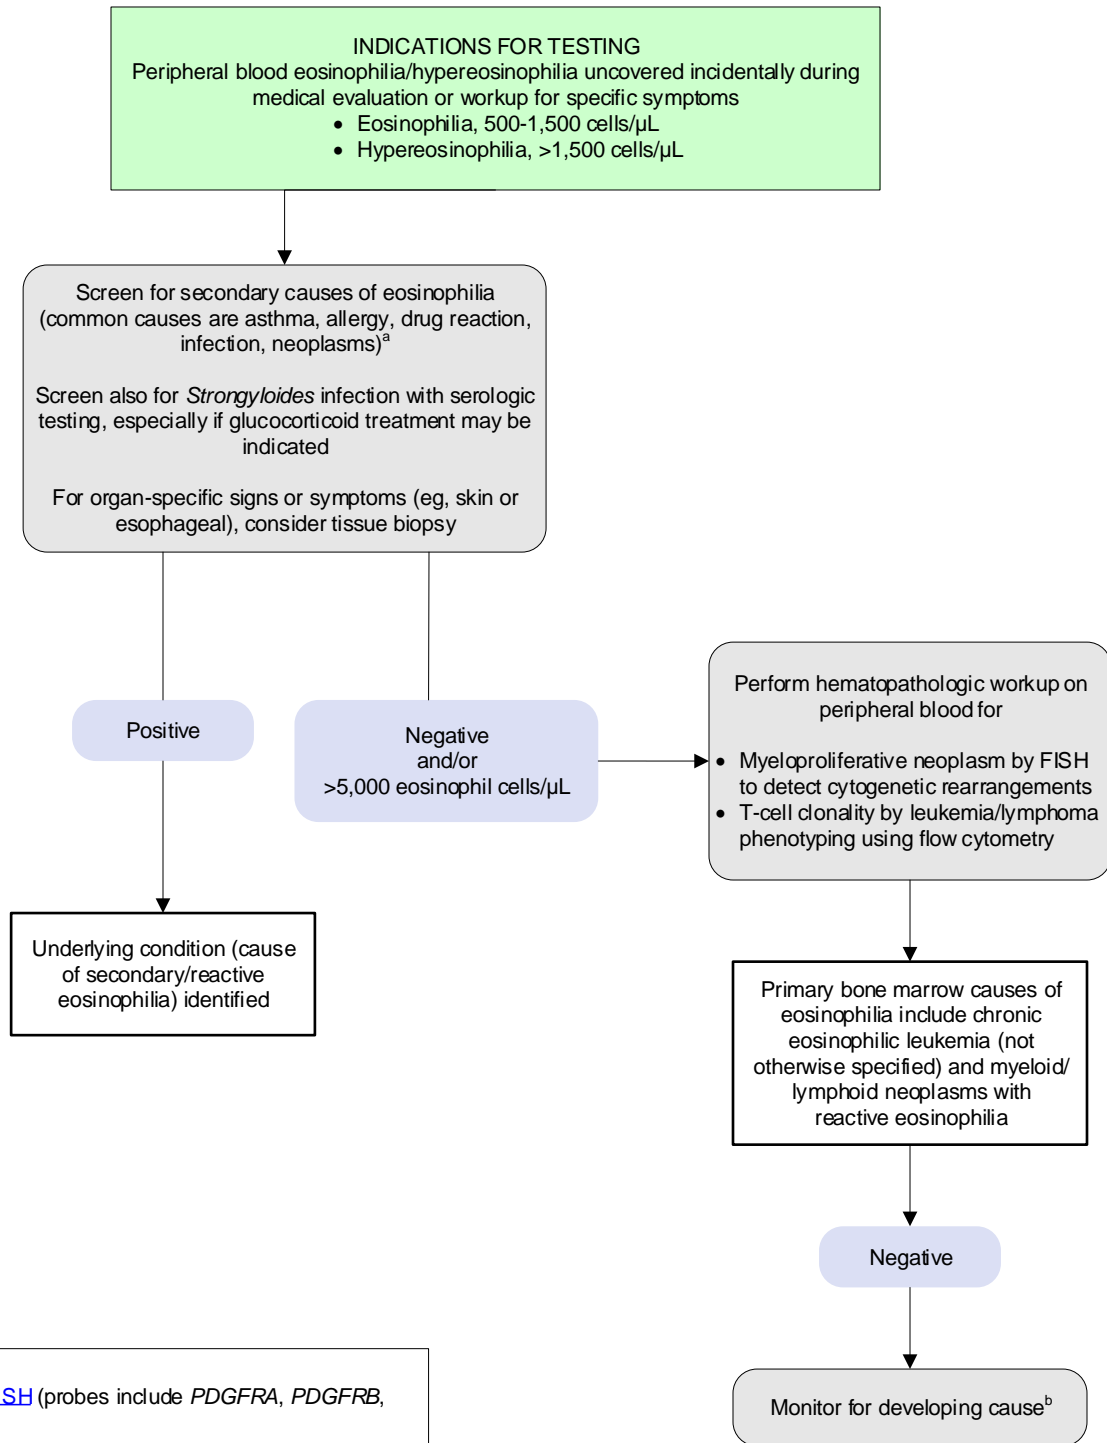 INDICATIONS FOR TESTING
Peripheral blood eosinophilia/hypereosinophilia uncovered incidentally during
medical evaluation or workup for specific symptoms
• Eosinophilia, 500-1,500 cells/µL
• Hypereosinophilia, >1,500 cells/µL
Screen for secondary causes of eosinophilia
(common causes are asthma, allergy, drug reaction,
infection, neoplasms)a
Screen also for Strongyloides infection with serologic
testing, especially if glucocorticoid treatment may be
indicated
For organ-specific signs or symptoms (eg, skin or
esophageal), consider tissue biopsy
Positive
Negative
and/or
>5,000 eosinophil cells/µL
Perform hematopathologic workup on
peripheral blood for
• Myeloproliferative neoplasm by FISH
to detect cytogenetic rearrangements
• T-cell clonality by leukemia/lymphoma
phenotyping using flow cytometry
Underlying condition (cause
of secondary/reactive
eosinophilia) identified
Primary bone marrow causes of
eosinophilia include chronic
eosinophilic leukemia (not
otherwise specified) and myeloid/
lymphoid neoplasms with
reactive eosinophilia
Negative
SH (probes include PDGFRA, PDGFRB,
Monitor for developing causeb